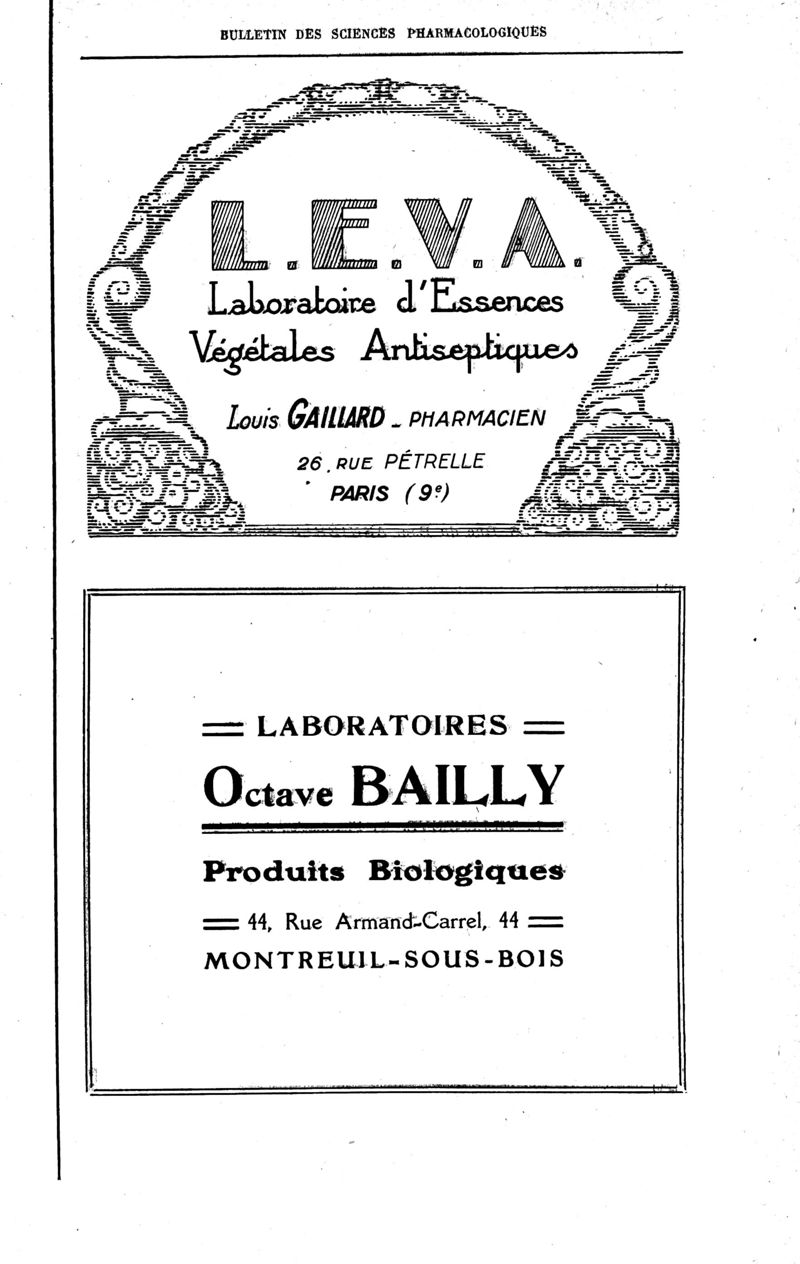 BULLETIN DES SCIENCES PHARMACOLOGIQUES
L.E.V.A.
Laboratoire d'Essences
Végétales Antiseptiques
Louis GAILLARD - PHARMACIEN
26, RUE PÉTRELLE
PARIS (9e)
LABORATOIRES
Octave BAILLY
Produits Biologiques
44, Rue Armand-Carrel, 44
MONTREUIL-SOUS-BOIS